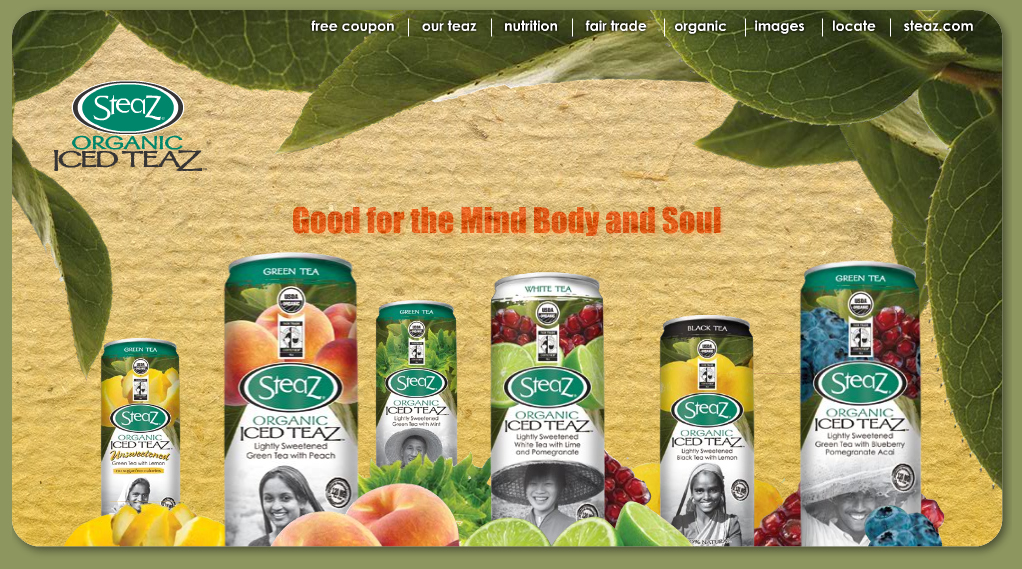 free coupon
our teaz
nutrition
fair trade
organic
images
locate
steaz.com
Steaz
ORGANIC
ICED TEAZ
Good for the Mind Body and Soul
GREEN TEA
USDA
ORGANIC
Steaz
ORGANIC
ICED TEAZ
Unsweetened
Green Tea with Lemon
GREEN TEA
USDA
ORGANIC
Steaz
ORGANIC
ICED TEAZ
Lightly Sweetened
Green Tea with Peach
GREEN TEA
USDA
Steaz
ORGANIC
ICED TEAZ
Lightly Sweetened
Green Tea with Mint
WHITE TEA
USDA
ORGANIC
Steaz
ORGANIC
ICED TEAZ
Lightly Sweetened
White Tea with Lime
and Pomegranate
BLACK TEA
USDA
ORGANIC
Steaz
ORGANIC
ICED TEAZ
Lightly Sweetened
Black Tea with Lemon
GREEN TEA
USDA
ORGANIC
Steaz
ORGANIC
ICED TEAZ
Lightly Sweetened
Green Tea with Blueberry
Pomegranate Acai